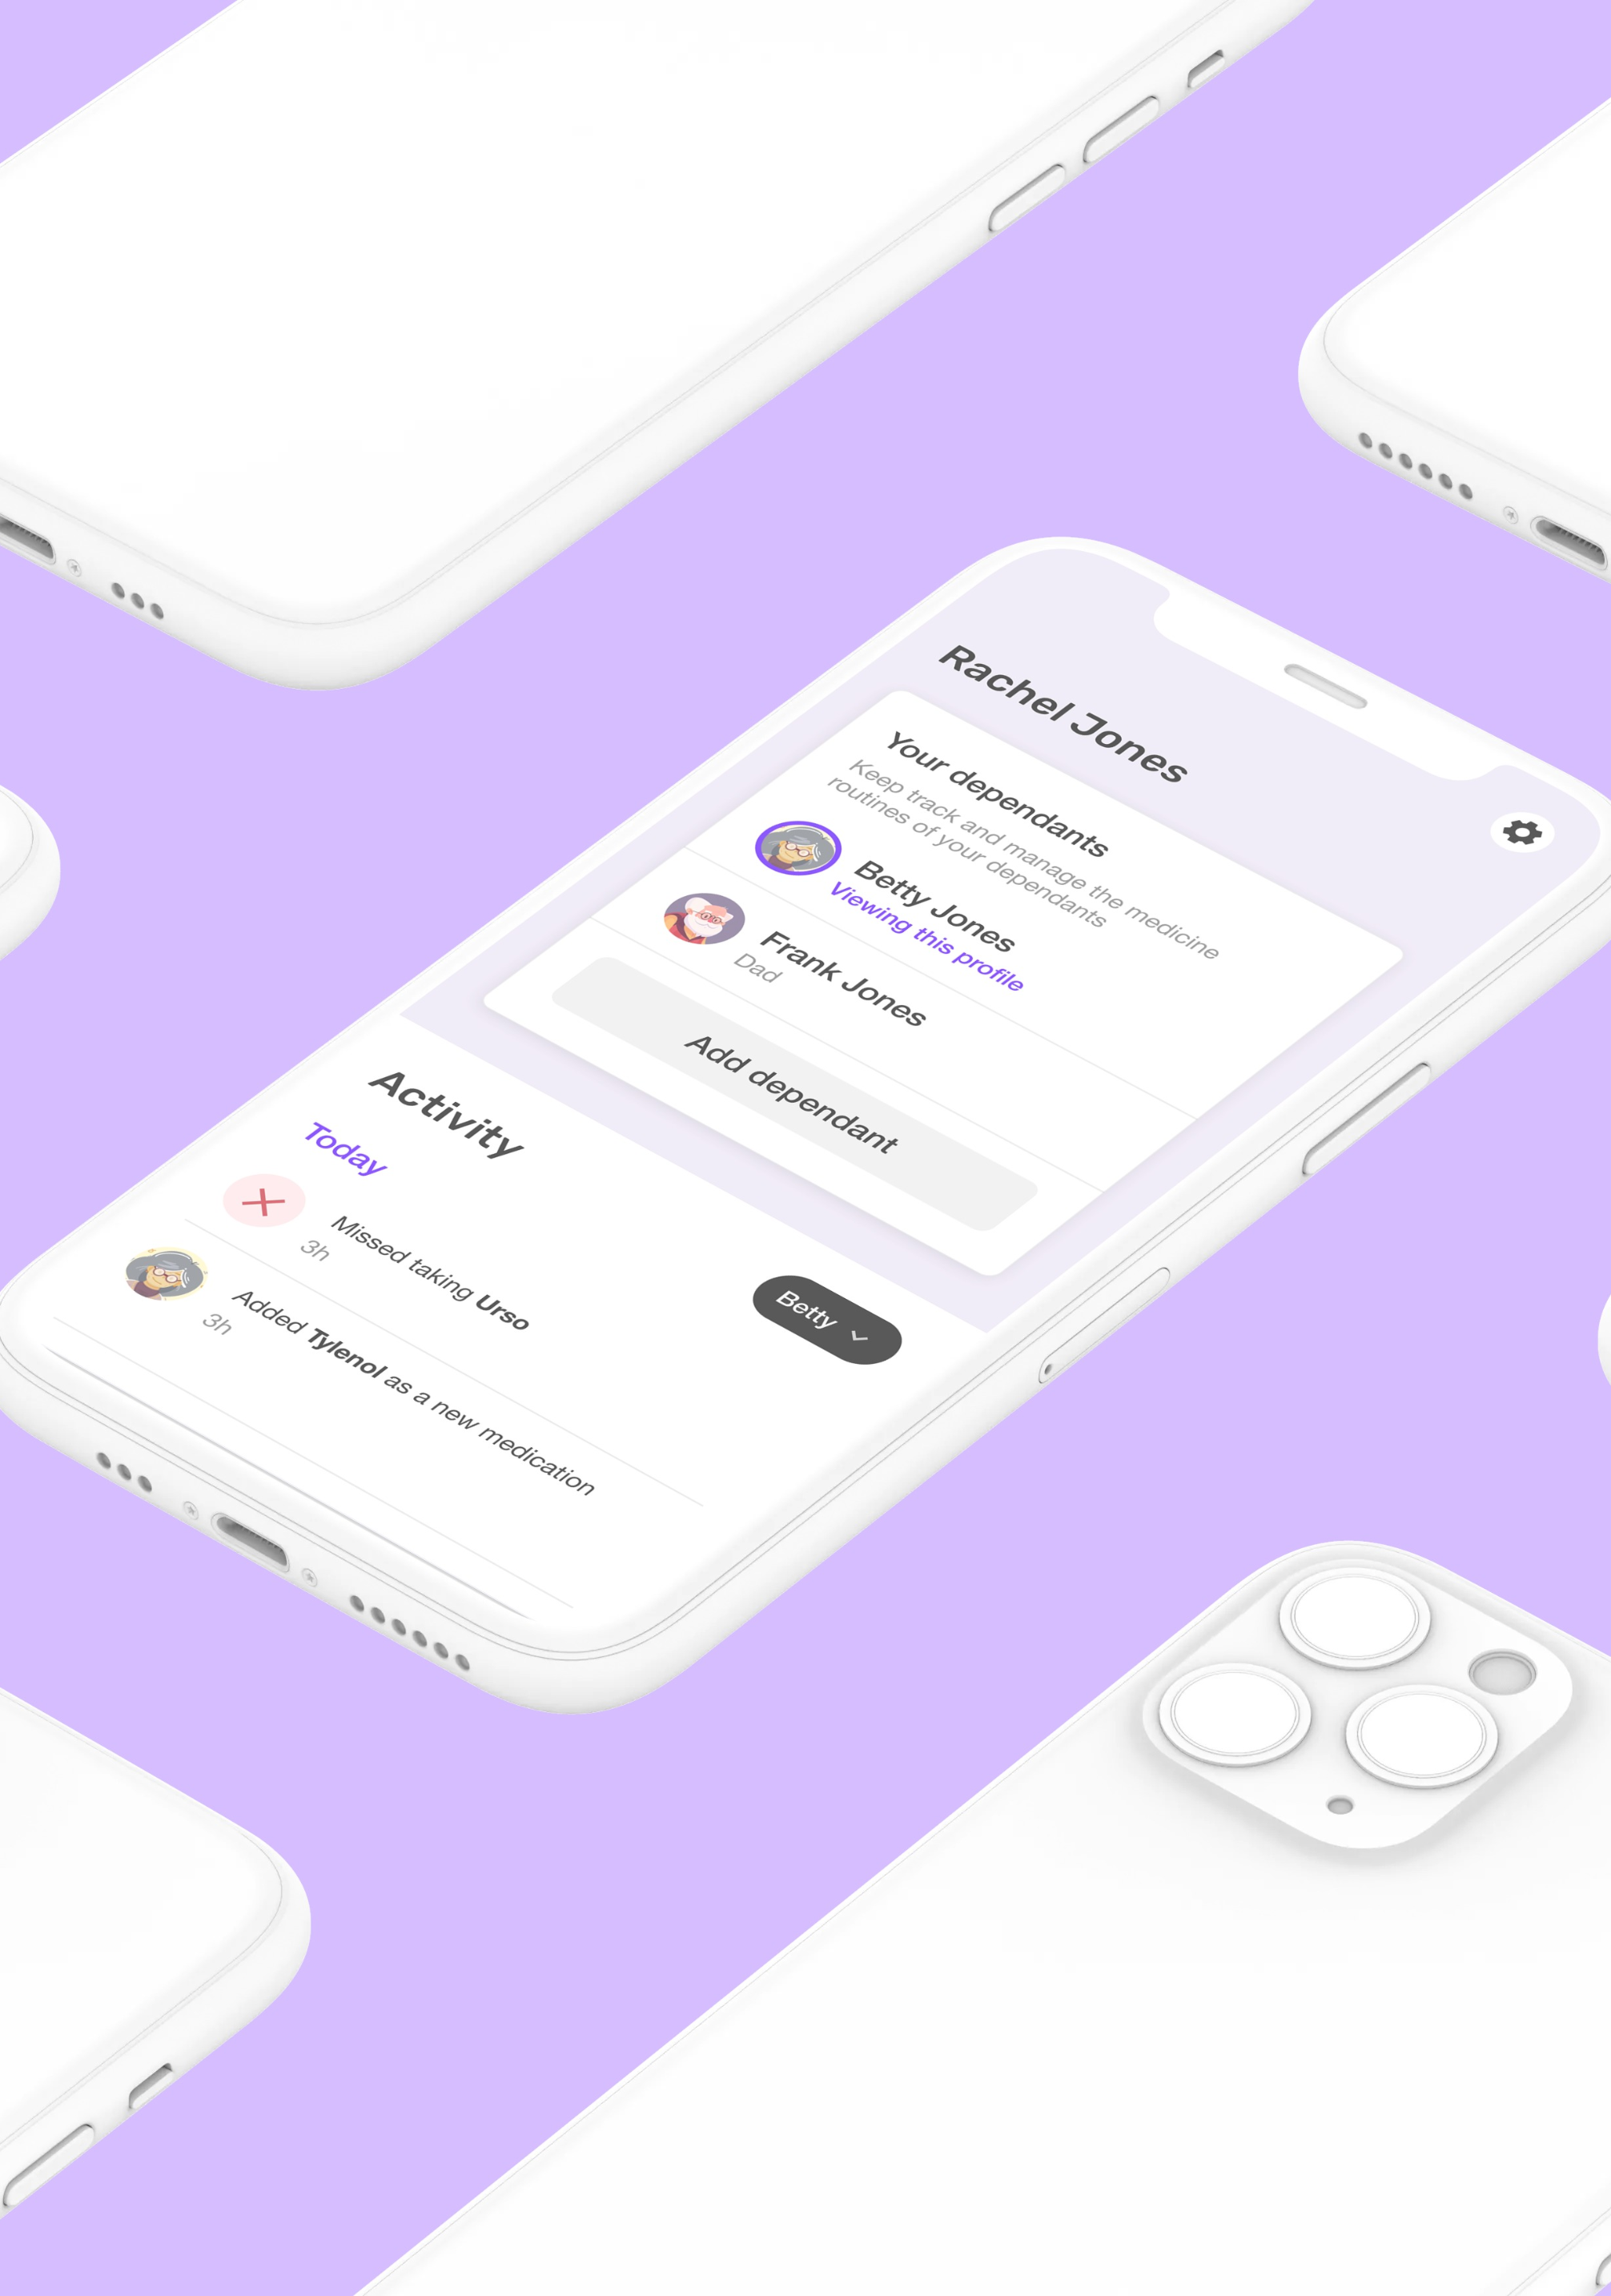 Rachel Jones
Your dependants
Keep track and manage the medicine
routines of your dependants
Betty Jones
Viewing this profile
Frank Jones
Dad
Add dependant
Activity
Betty
Today
Missed taking Urso
3h
Added Tylenol as a new medication
3h